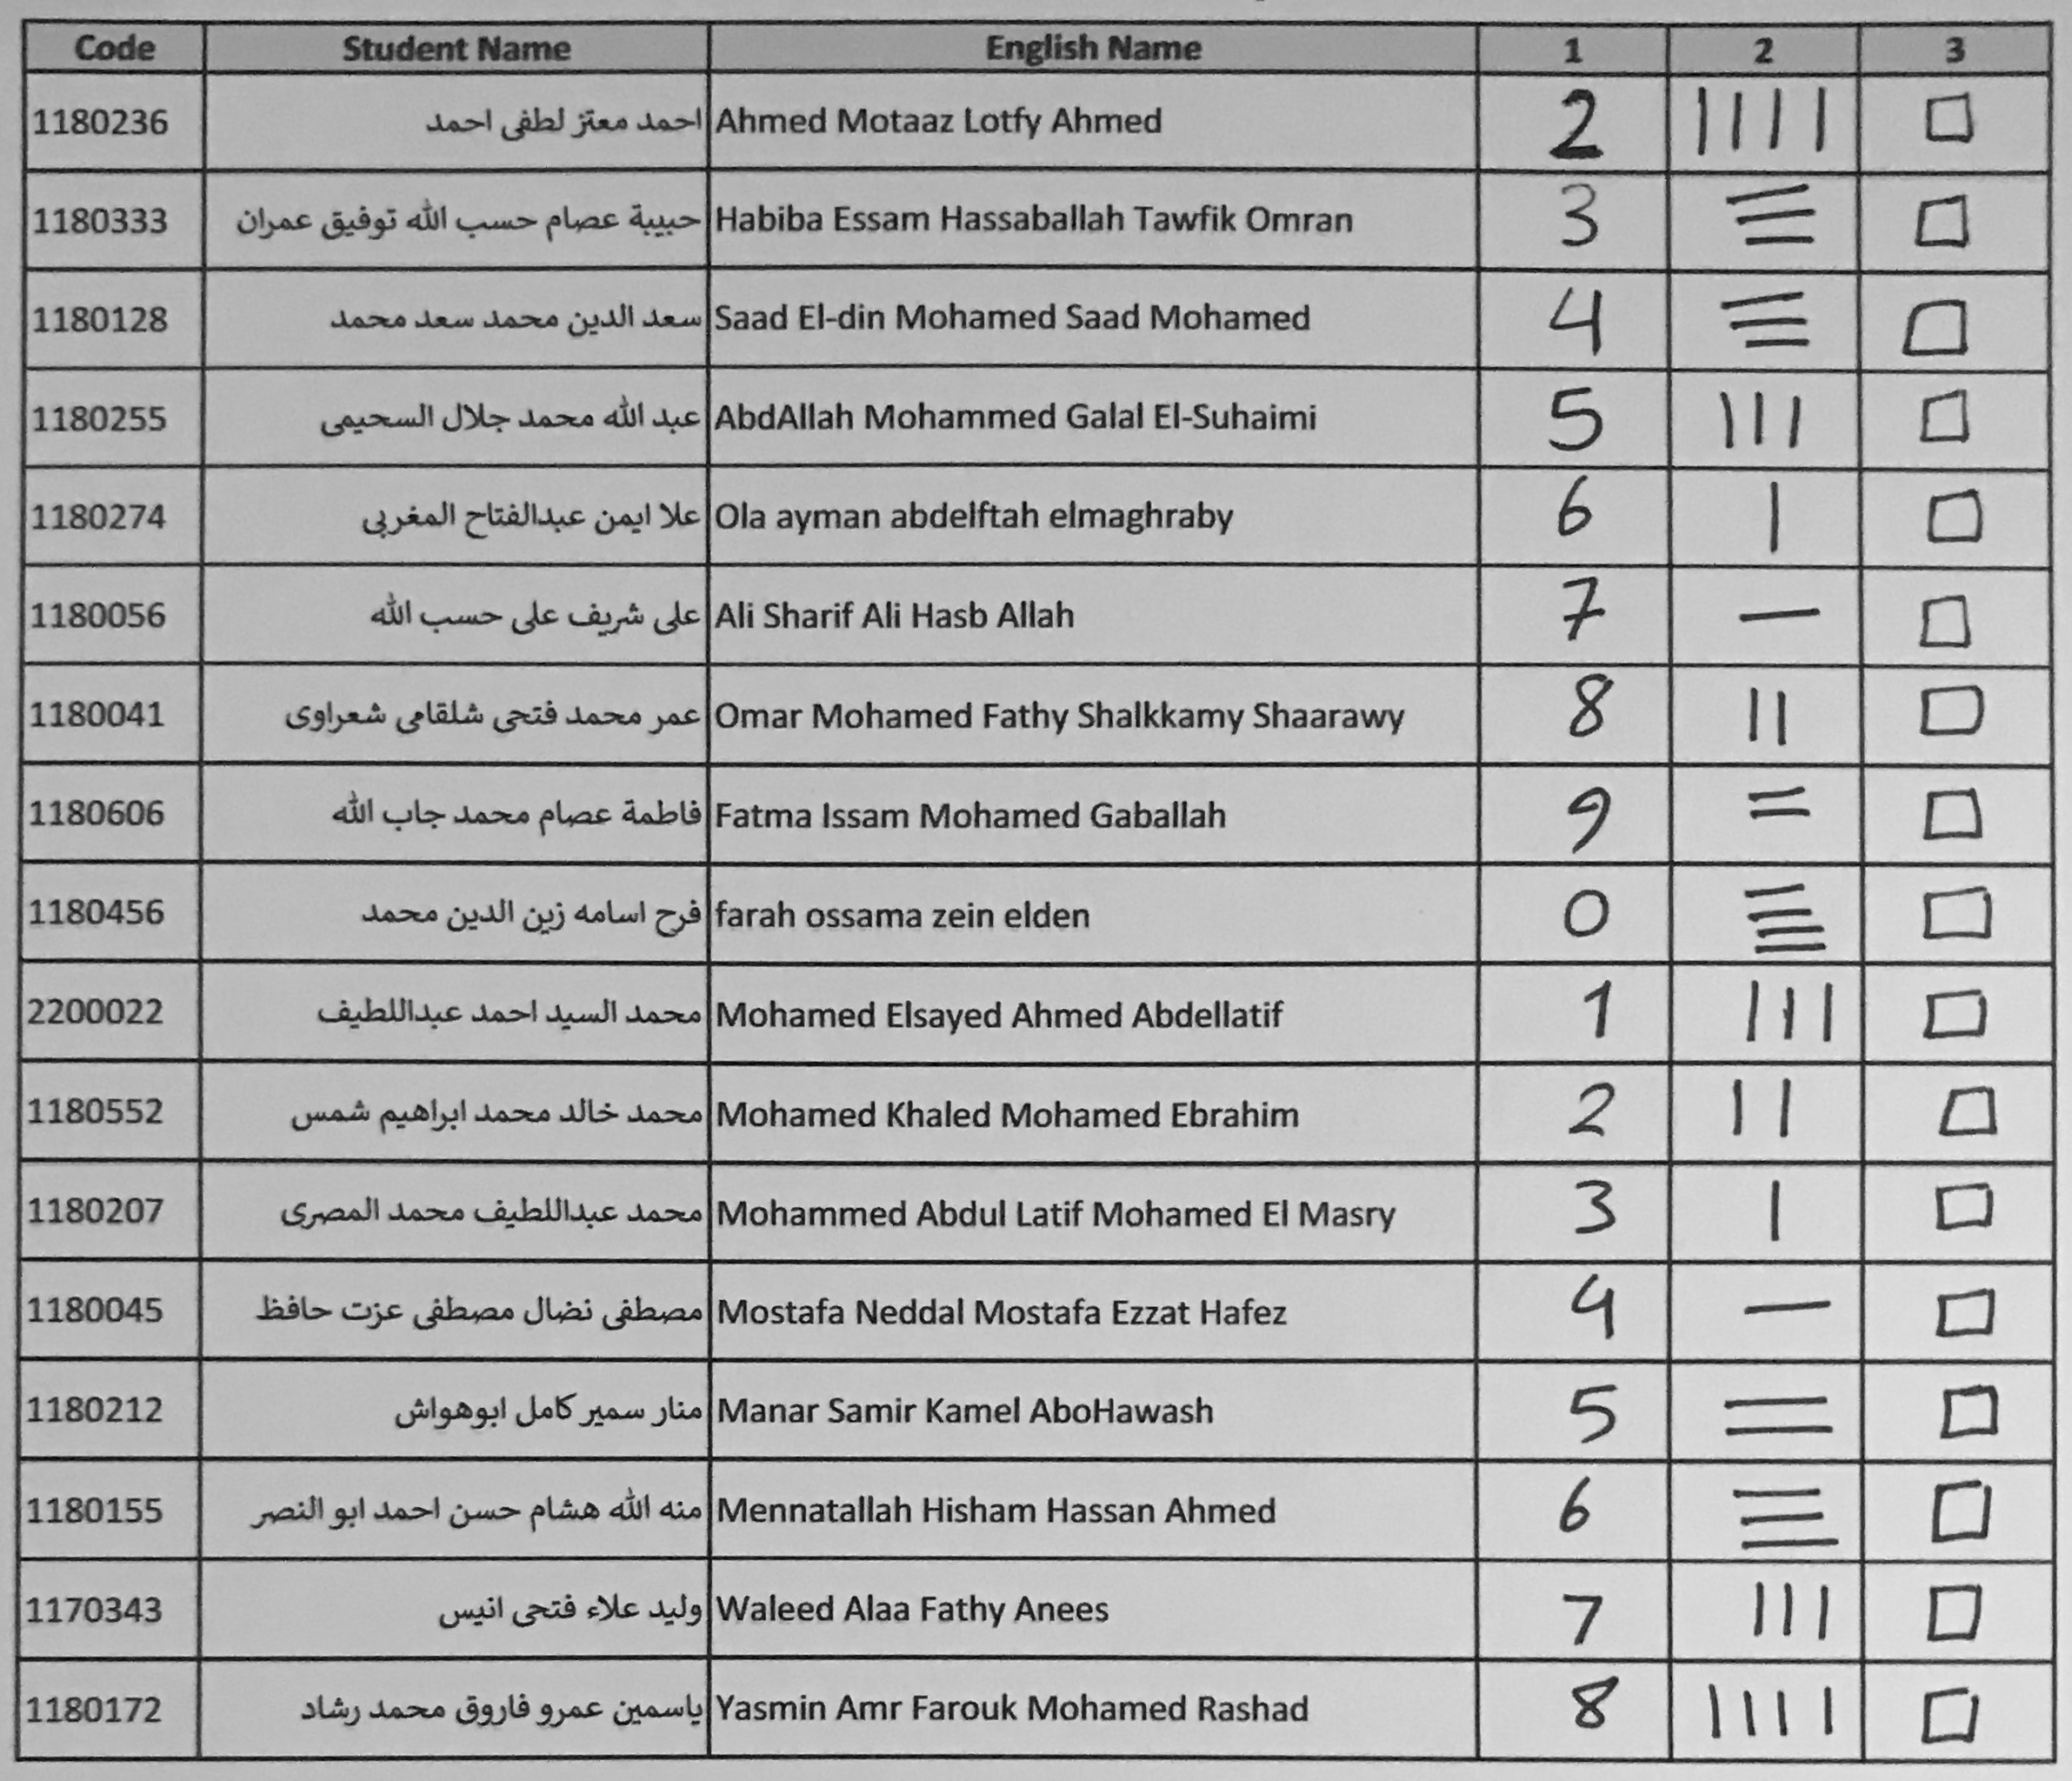 Code Student Name English Name 1 2 3
1180236 احمد معتز لطفى احمد Ahmed Motaaz Lotfy Ahmed 2 |||| □
1180333 حبيبة عصام حسب الله توفيق عمران Habiba Essam Hassaballah Tawfik Omran 3 ☰ □
1180128 سعد الدين محمد سعد محمد Saad El-din Mohamed Saad Mohamed 4 ☰ □
1180255 عبد الله محمد جلال السحيمى AbdAllah Mohammed Galal El-Suhaimi 5 ||| □
1180274 علا ايمن عبدالفتاح المغربى Ola ayman abdelftah elmaghraby 6 | □
1180056 على شريف على حسب الله Ali Sharif Ali Hasb Allah 7 — □
1180041 عمر محمد فتحى شلقامى شعراوى Omar Mohamed Fathy Shalkkamy Shaarawy 8 || □
1180606 فاطمة عصام محمد جاب الله Fatma Issam Mohamed Gaballah 9 = □
1180456 فرح اسامه زين الدين محمد farah ossama zein elden 0 𝄘 □
2200022 محمد السيد احمد عبداللطيف Mohamed Elsayed Ahmed Abdellatif 1 ||| □
1180552 محمد خالد محمد ابراهيم شمس Mohamed Khaled Mohamed Ebrahim 2 || □
1180207 محمد عبداللطيف محمد المصرى Mohammed Abdul Latif Mohamed El Masry 3 | □
1180045 مصطفى نضال مصطفى عزت حافظ Mostafa Neddal Mostafa Ezzat Hafez 4 — □
1180212 منار سمير كامل ابوهواش Manar Samir Kamel AboHawash 5 = □
1180155 منه الله هشام حسن احمد ابو النصر Mennatallah Hisham Hassan Ahmed 6 ☰ □
1170343 وليد علاء فتحى انيس Waleed Alaa Fathy Anees 7 ||| □
1180172 ياسمين عمرو فاروق محمد رشاد Yasmin Amr Farouk Mohamed Rashad 8 |||| □